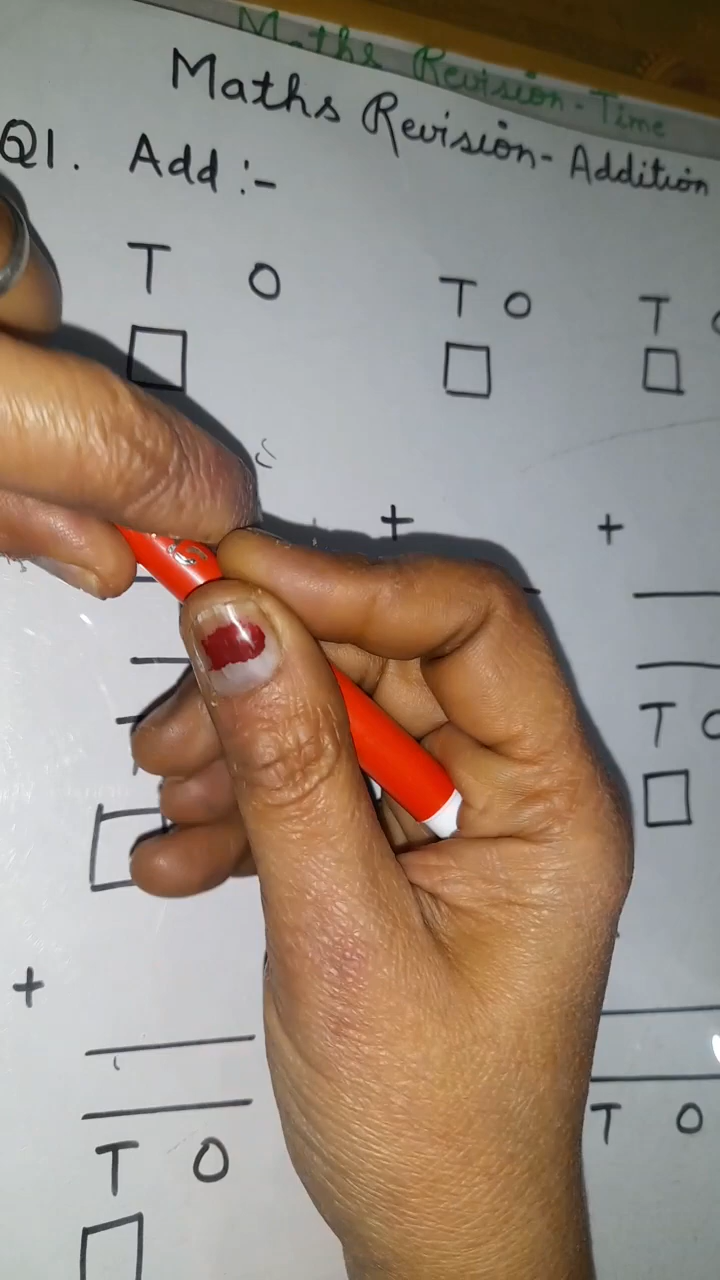 Maths Revision-Time
Maths Revision-Addition
Q1. Add :-
T O T O T O
+ +
T O
+
T O T O